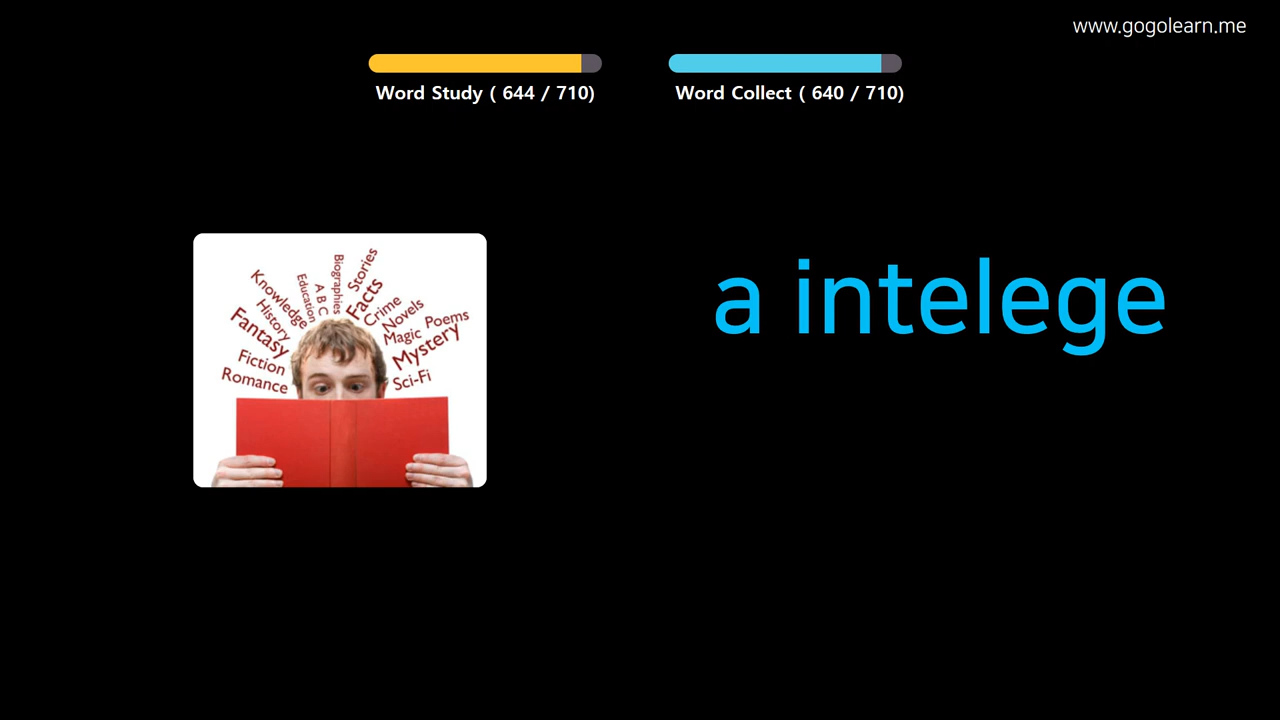 www.gogolearn.me
Word Study ( 644 / 710)
Word Collect ( 640 / 710)
a intelege
Knowledge
History
Fantasy
Fiction
Romance
Education
A B C
Biographies
Stories
Facts
Crime
Novels
Magic
Poems
Mystery
Sci-Fi